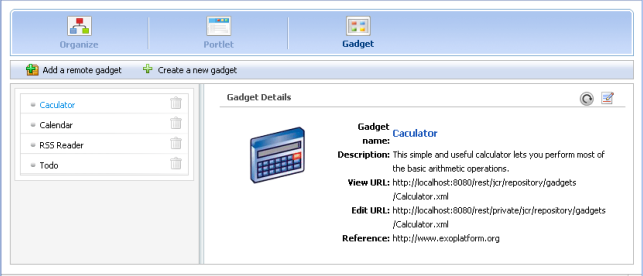 Organize
Portlet
Gadget
Add a remote gadget
Create a new gadget
Caculator
Calendar
RSS Reader
Todo
Gadget Details
Gadget name: Caculator
Description: This simple and useful calculator lets you perform most of
the basic arithmetic operations.
View URL: http://localhost:8080/rest/jcr/repository/gadgets
/Calculator.xml
Edit URL: http://localhost:8080/rest/private/jcr/repository/gadgets
/Calculator.xml
Reference: http://www.exoplatform.org